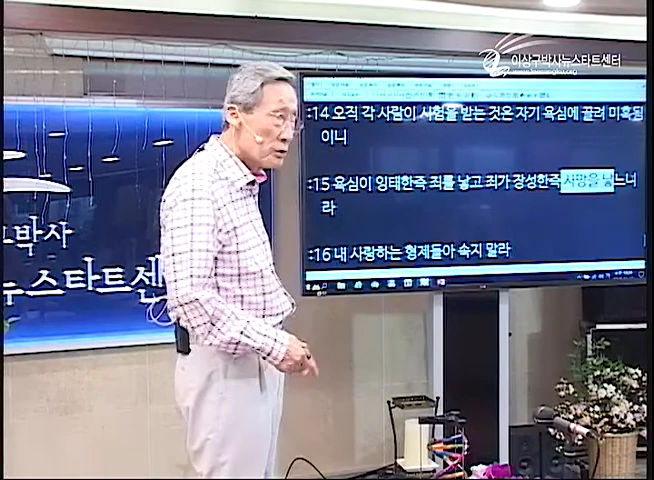 이상구박사뉴스타트센터
:14 오직 각 사람이 시험을 받는 것은 자기 욕심에 끌려 미혹됨
이니
:15 욕심이 잉태한즉 죄를 낳고 죄가 장성한즉 사망을 낳느니
라
:16 내 사랑하는 형제들아 속지 말라
구박사
뉴스타트센